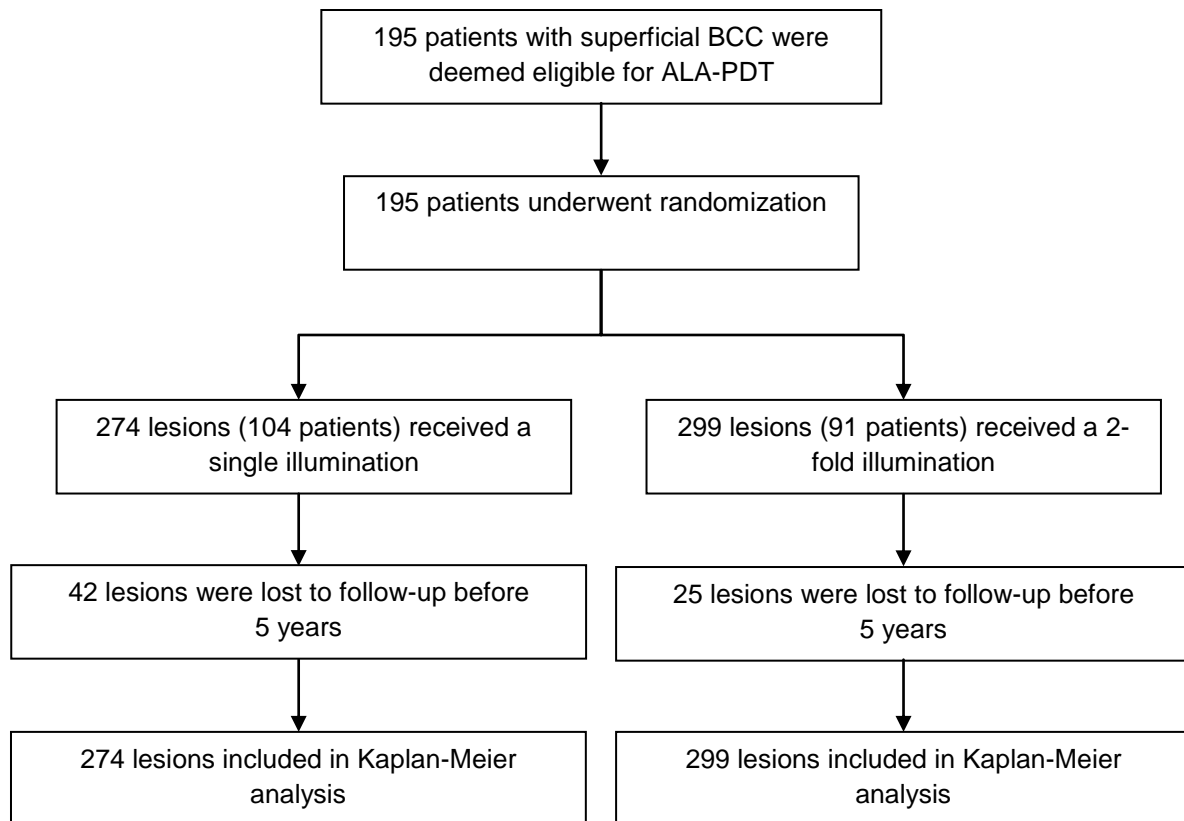 195 patients with superficial BCC were
deemed eligible for ALA-PDT
195 patients underwent randomization
274 lesions (104 patients) received a
single illumination
299 lesions (91 patients) received a 2-
fold illumination
42 lesions were lost to follow-up before
5 years
25 lesions were lost to follow-up before
5 years
274 lesions included in Kaplan-Meier
analysis
299 lesions included in Kaplan-Meier
analysis